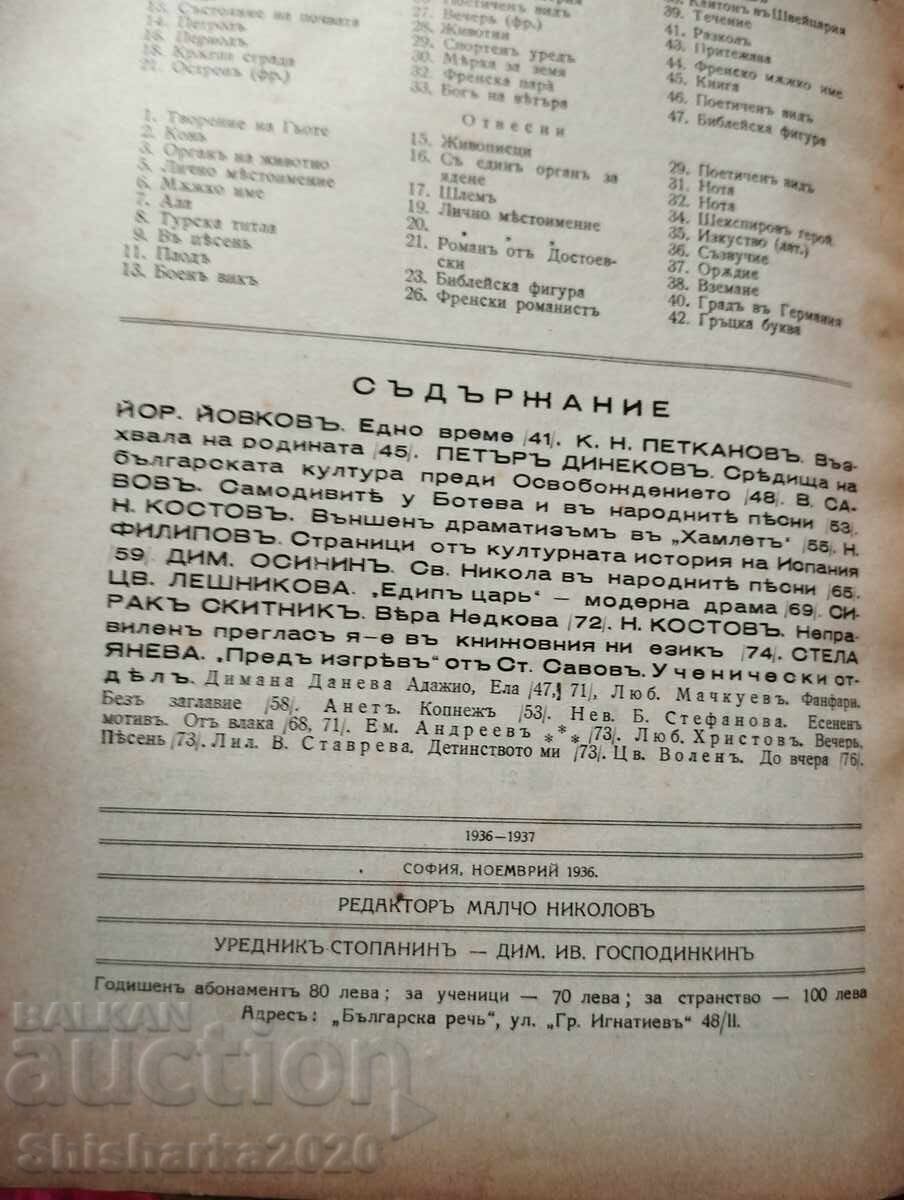 13. Състояние на почвата
14. Петролъ
16. Периодъ
18. Кръгла сграда
21. Островъ (фр.)
Поетиченъ видъ
27. Вечерь (фр.)
28. Животни
29. Спортенъ уредъ
30. Мѣрка за земя
32. Френска пара
33. Богъ на вѣтъра
Кантонъ въ Швейцария
39. Течение
41. Разколъ
43. Притежава
44. Френско мѫжко име
45. Книга
46. Поетиченъ видъ
47. Библейска фигура
Отвесни
1. Творение на Гьоте
2. Конь
3. Органъ на животно
5. Лично мѣстоимение
6. Мѫжко име
7. Ада
8. Турска титла
9. Въ пѣсень
11. Плодъ
13. Боенъ викъ
15. Живописци
16. Съ единъ органъ за
ядене
17. Шлемъ
19. Лично мѣстоимение
20. " " "
21. Романъ отъ Достоев-
ски
23. Библейска фигура
26. Френски романистъ
29. Поетиченъ видъ
31. Нота
32. Нота
34. Шекспировъ герой
35. Изкуство (лат.)
36. Съзвучие
37. Орѫдие
38. Вземане
40. Градъ въ Германия
42. Гръцка буква
СЪДЪРЖАНИЕ
ЙОР. ЙОВКОВЪ. Едно време /41/. К. Н. ПЕТКАНОВЪ. Въз-
хвала на родината /45/. ПЕТЪРЪ ДИНЕКОВЪ. Срѣдища на
българската култура преди Освобождението /48/. В. СА-
ВОВЪ. Самодивитѣ у Ботева и въ народнитѣ пѣсни /53/.
Н. КОСТОВЪ. Външенъ драматизъмъ въ „Хамлетъ“ /55/. Н.
ФИЛИПОВЪ. Страници отъ културната история на Испания
/59/. ДИМ. ОСИНИНЪ. Св. Никола въ народнитѣ пѣсни /65/.
ЦВ. ЛЕШНИКОВА. „Едипъ царь“ — модерна драма /69/. СИ-
РАКЪ СКИТНИКЪ. Вѣра Недкова /72/. Н. КОСТОВЪ. Непра-
виленъ прегласъ я-е въ книжовния ни езикъ /74/. СТЕЛА
ЯНЕВА. „Предъ изгрѣвъ“ отъ Ст. Савовъ. Ученически от-
дѣлъ. Димана Данева Адажио, Ела /47, 71/, Люб. Мачкуевъ. Фанфари.
Безъ заглавие /58/. Анетъ. Копнежъ /53/. Нев. Б. Стефанова. Есененъ
мотивъ. Отъ влака /68, 71/. Ем. Андреевъ * * * /73/. Люб. Христовъ. Вечерь,
Пѣсень /73/. Лил. В. Ставрева. Детинството ми /73/. Цв. Воленъ. До вчера /76/.
1936—1937
СОФИЯ, НОЕМВРИЙ 1936.
РЕДАКТОРЪ МАЛЧО НИКОЛОВЪ
УРЕДНИКЪ-СТОПАНИНЪ — ДИМ. ИВ. ГОСПОДИНКИНЪ
Годишенъ абонаментъ 80 лева; за ученици — 70 лева; за странство — 100 лева
Адресъ: „Българска речь“, ул. „Гр. Игнатиевъ“ 48/II.
BALKAN
auction
Shisharka2020